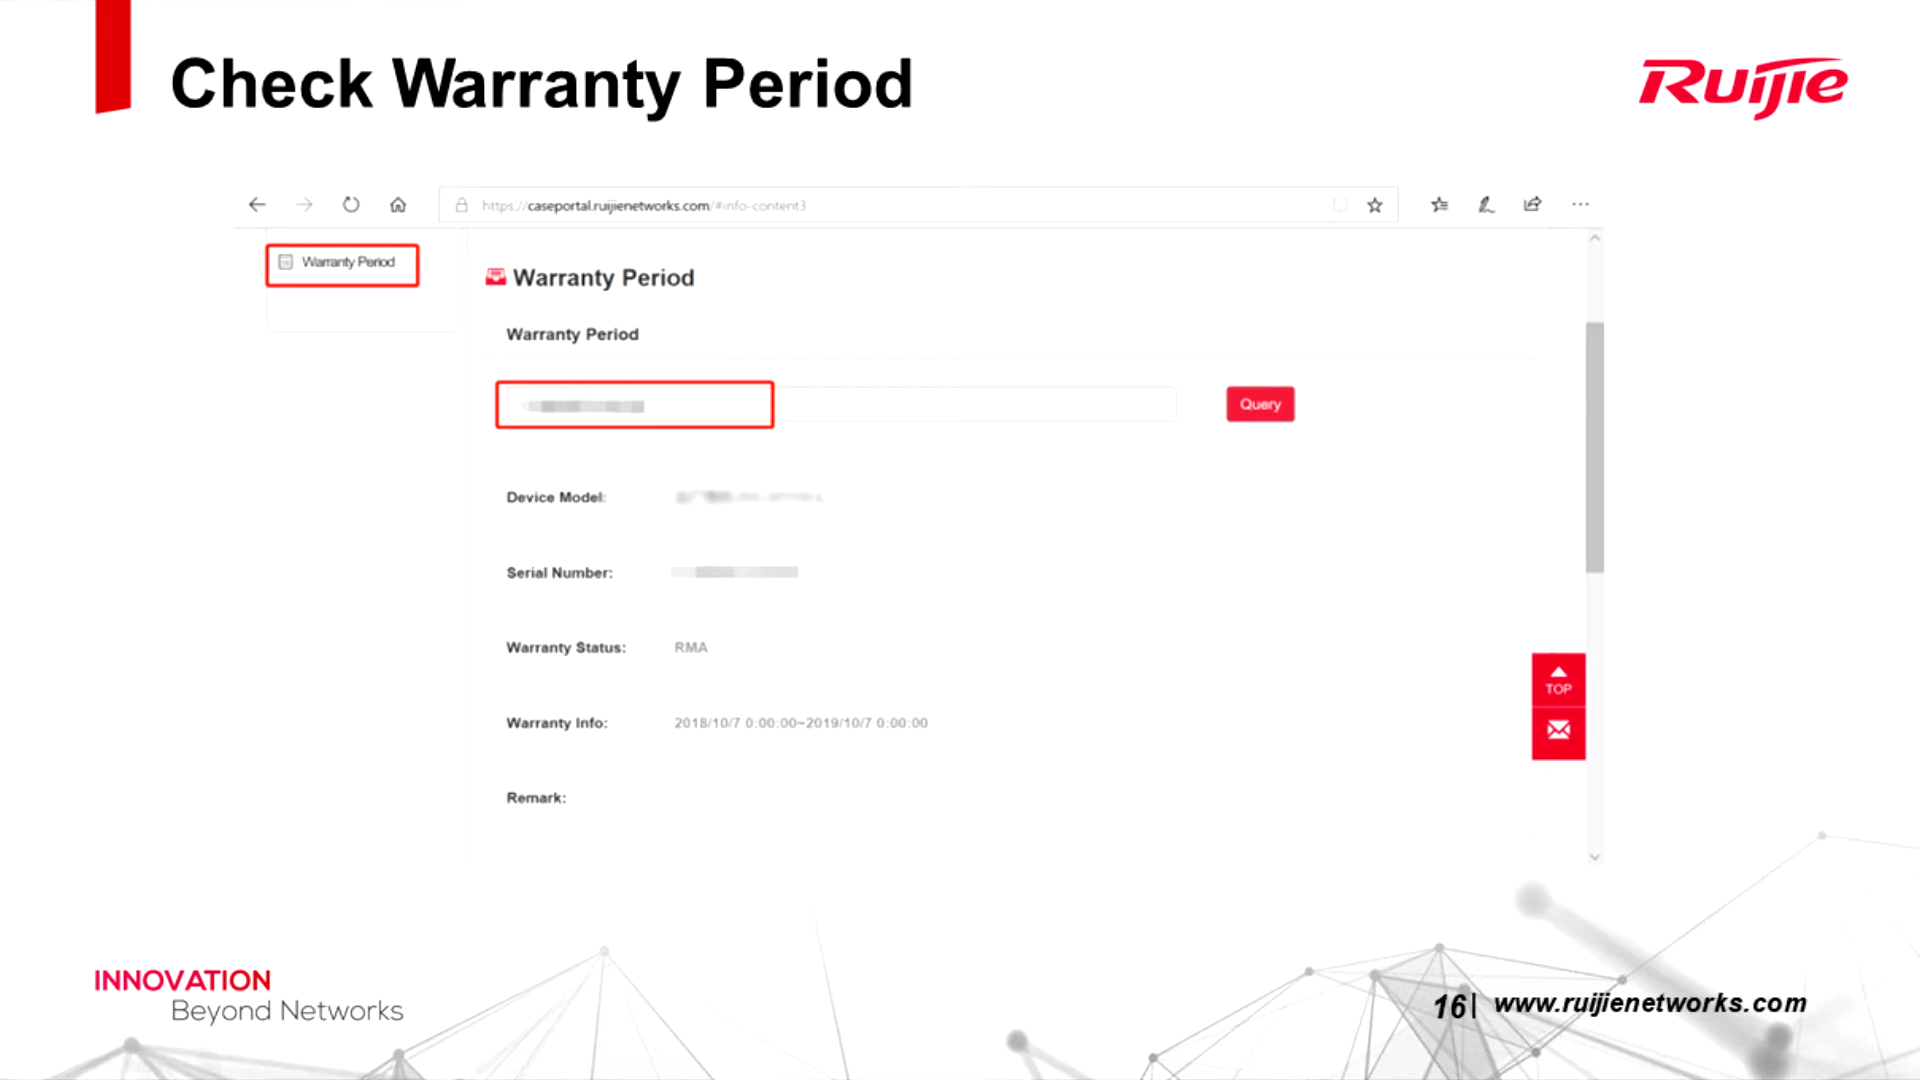 Check Warranty Period
Ruijie
https://caseportal.ruijienetworks.com/#info-content3
Warranty Period
Warranty Period
Warranty Period
Query
Device Model:
Serial Number:
Warranty Status: RMA
Warranty Info: 2018/10/7 0:00:00~2019/10/7 0:00:00
Remark:
TOP
INNOVATION
Beyond Networks
16| www.ruijienetworks.com